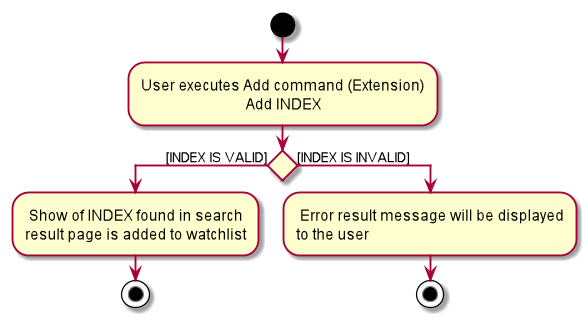 User executes Add command (Extension)
Add INDEX
[INDEX IS VALID]
[INDEX IS INVALID]
Show of INDEX found in search
result page is added to watchlist
Error result message will be displayed
to the user